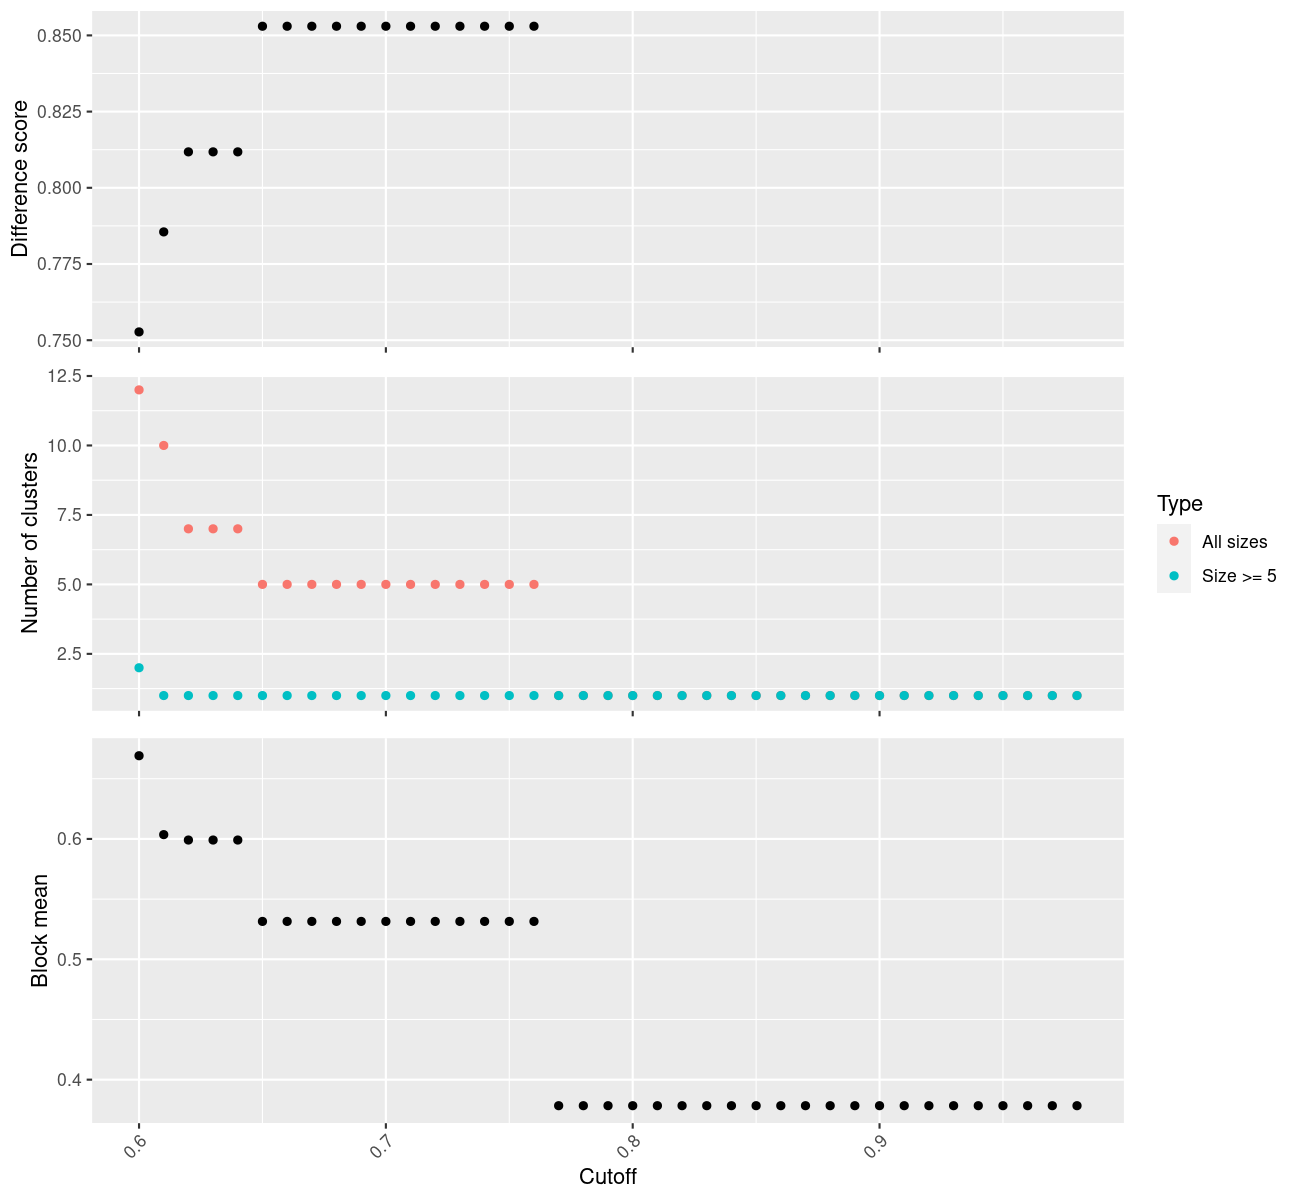 Difference score
0.850
0.825
0.800
0.775
0.750
Number of clusters
12.5
10.0
7.5
5.0
2.5
Type
All sizes
Size >= 5
Block mean
0.6
0.5
0.4
0.6
0.7
0.8
0.9
Cutoff